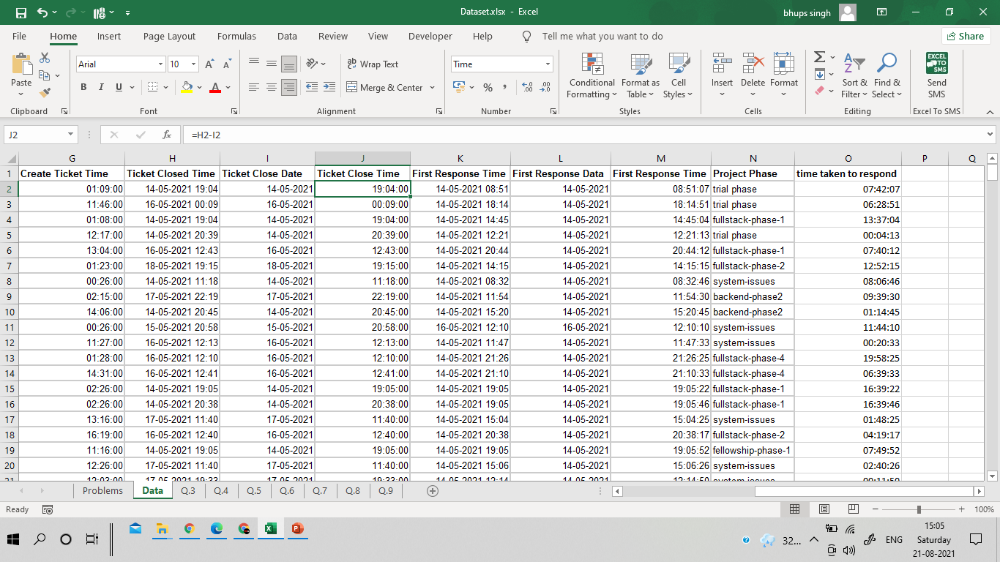 Dataset.xlsx - Excel
bhups singh
File Home Insert Page Layout Formulas Data Review View Developer Help Tell me what you want to do Share
Paste
Clipboard
Arial 10
B I U A
Font
Wrap Text
Merge & Center
Alignment
Time
% ,
Number
Conditional Formatting
Format as Table
Cell Styles
Styles
Insert Delete Format
Cells
Sort & Filter
Find & Select
Editing
EXCEL TO SMS
Send SMS
Excel To SMS
J2 fx =H2-I2
G H I J K L M N O P Q
1 Create Ticket Time Ticket Closed Time Ticket Close Date Ticket Close Time First Response Time First Response Data First Response Time Project Phase time taken to respond
2 01:09:00 14-05-2021 19:04 14-05-2021 19:04:00 14-05-2021 08:51 14-05-2021 08:51:07 trial phase 07:42:07
3 11:46:00 16-05-2021 00:09 16-05-2021 00:09:00 14-05-2021 18:14 14-05-2021 18:14:51 trial phase 06:28:51
4 01:08:00 14-05-2021 19:04 14-05-2021 19:04:00 14-05-2021 14:45 14-05-2021 14:45:04 fullstack-phase-1 13:37:04
5 12:17:00 14-05-2021 20:39 14-05-2021 20:39:00 14-05-2021 12:21 14-05-2021 12:21:13 trial phase 00:04:13
6 13:04:00 16-05-2021 12:43 16-05-2021 12:43:00 14-05-2021 20:44 14-05-2021 20:44:12 fullstack-phase-1 07:40:12
7 01:23:00 18-05-2021 19:15 18-05-2021 19:15:00 14-05-2021 14:15 14-05-2021 14:15:15 fullstack-phase-2 12:52:15
8 00:26:00 14-05-2021 11:18 14-05-2021 11:18:00 14-05-2021 08:32 14-05-2021 08:32:46 system-issues 08:06:46
9 02:15:00 17-05-2021 22:19 17-05-2021 22:19:00 14-05-2021 11:54 14-05-2021 11:54:30 backend-phase2 09:39:30
10 14:06:00 14-05-2021 20:45 14-05-2021 20:45:00 14-05-2021 15:20 14-05-2021 15:20:45 backend-phase2 01:14:45
11 00:26:00 15-05-2021 20:58 15-05-2021 20:58:00 16-05-2021 12:10 16-05-2021 12:10:10 system-issues 11:44:10
12 11:27:00 16-05-2021 12:13 16-05-2021 12:13:00 14-05-2021 11:47 14-05-2021 11:47:33 system-issues 00:20:33
13 01:28:00 16-05-2021 12:10 16-05-2021 12:10:00 14-05-2021 21:26 14-05-2021 21:26:25 fullstack-phase-4 19:58:25
14 14:31:00 16-05-2021 12:41 16-05-2021 12:41:00 14-05-2021 21:10 14-05-2021 21:10:33 fullstack-phase-4 06:39:33
15 02:26:00 14-05-2021 19:05 14-05-2021 19:05:00 14-05-2021 19:05 14-05-2021 19:05:22 fullstack-phase-1 16:39:22
16 02:26:00 14-05-2021 20:38 14-05-2021 20:38:00 14-05-2021 19:05 14-05-2021 19:05:46 fullstack-phase-1 16:39:46
17 13:16:00 17-05-2021 11:40 17-05-2021 11:40:00 14-05-2021 15:04 14-05-2021 15:04:25 system-issues 01:48:25
18 16:19:00 16-05-2021 12:40 16-05-2021 12:40:00 14-05-2021 20:38 14-05-2021 20:38:17 fullstack-phase-2 04:19:17
19 11:16:00 14-05-2021 19:05 14-05-2021 19:05:00 14-05-2021 19:05 14-05-2021 19:05:52 fellowship-phase-1 07:49:52
20 12:26:00 17-05-2021 11:40 17-05-2021 11:40:00 14-05-2021 15:06 14-05-2021 15:06:26 system-issues 02:40:26
Problems Data Q.3 Q.4 Q.5 Q.6 Q.7 Q.8 Q.9
Ready 100%
32... ENG
15:05
Saturday
21-08-2021